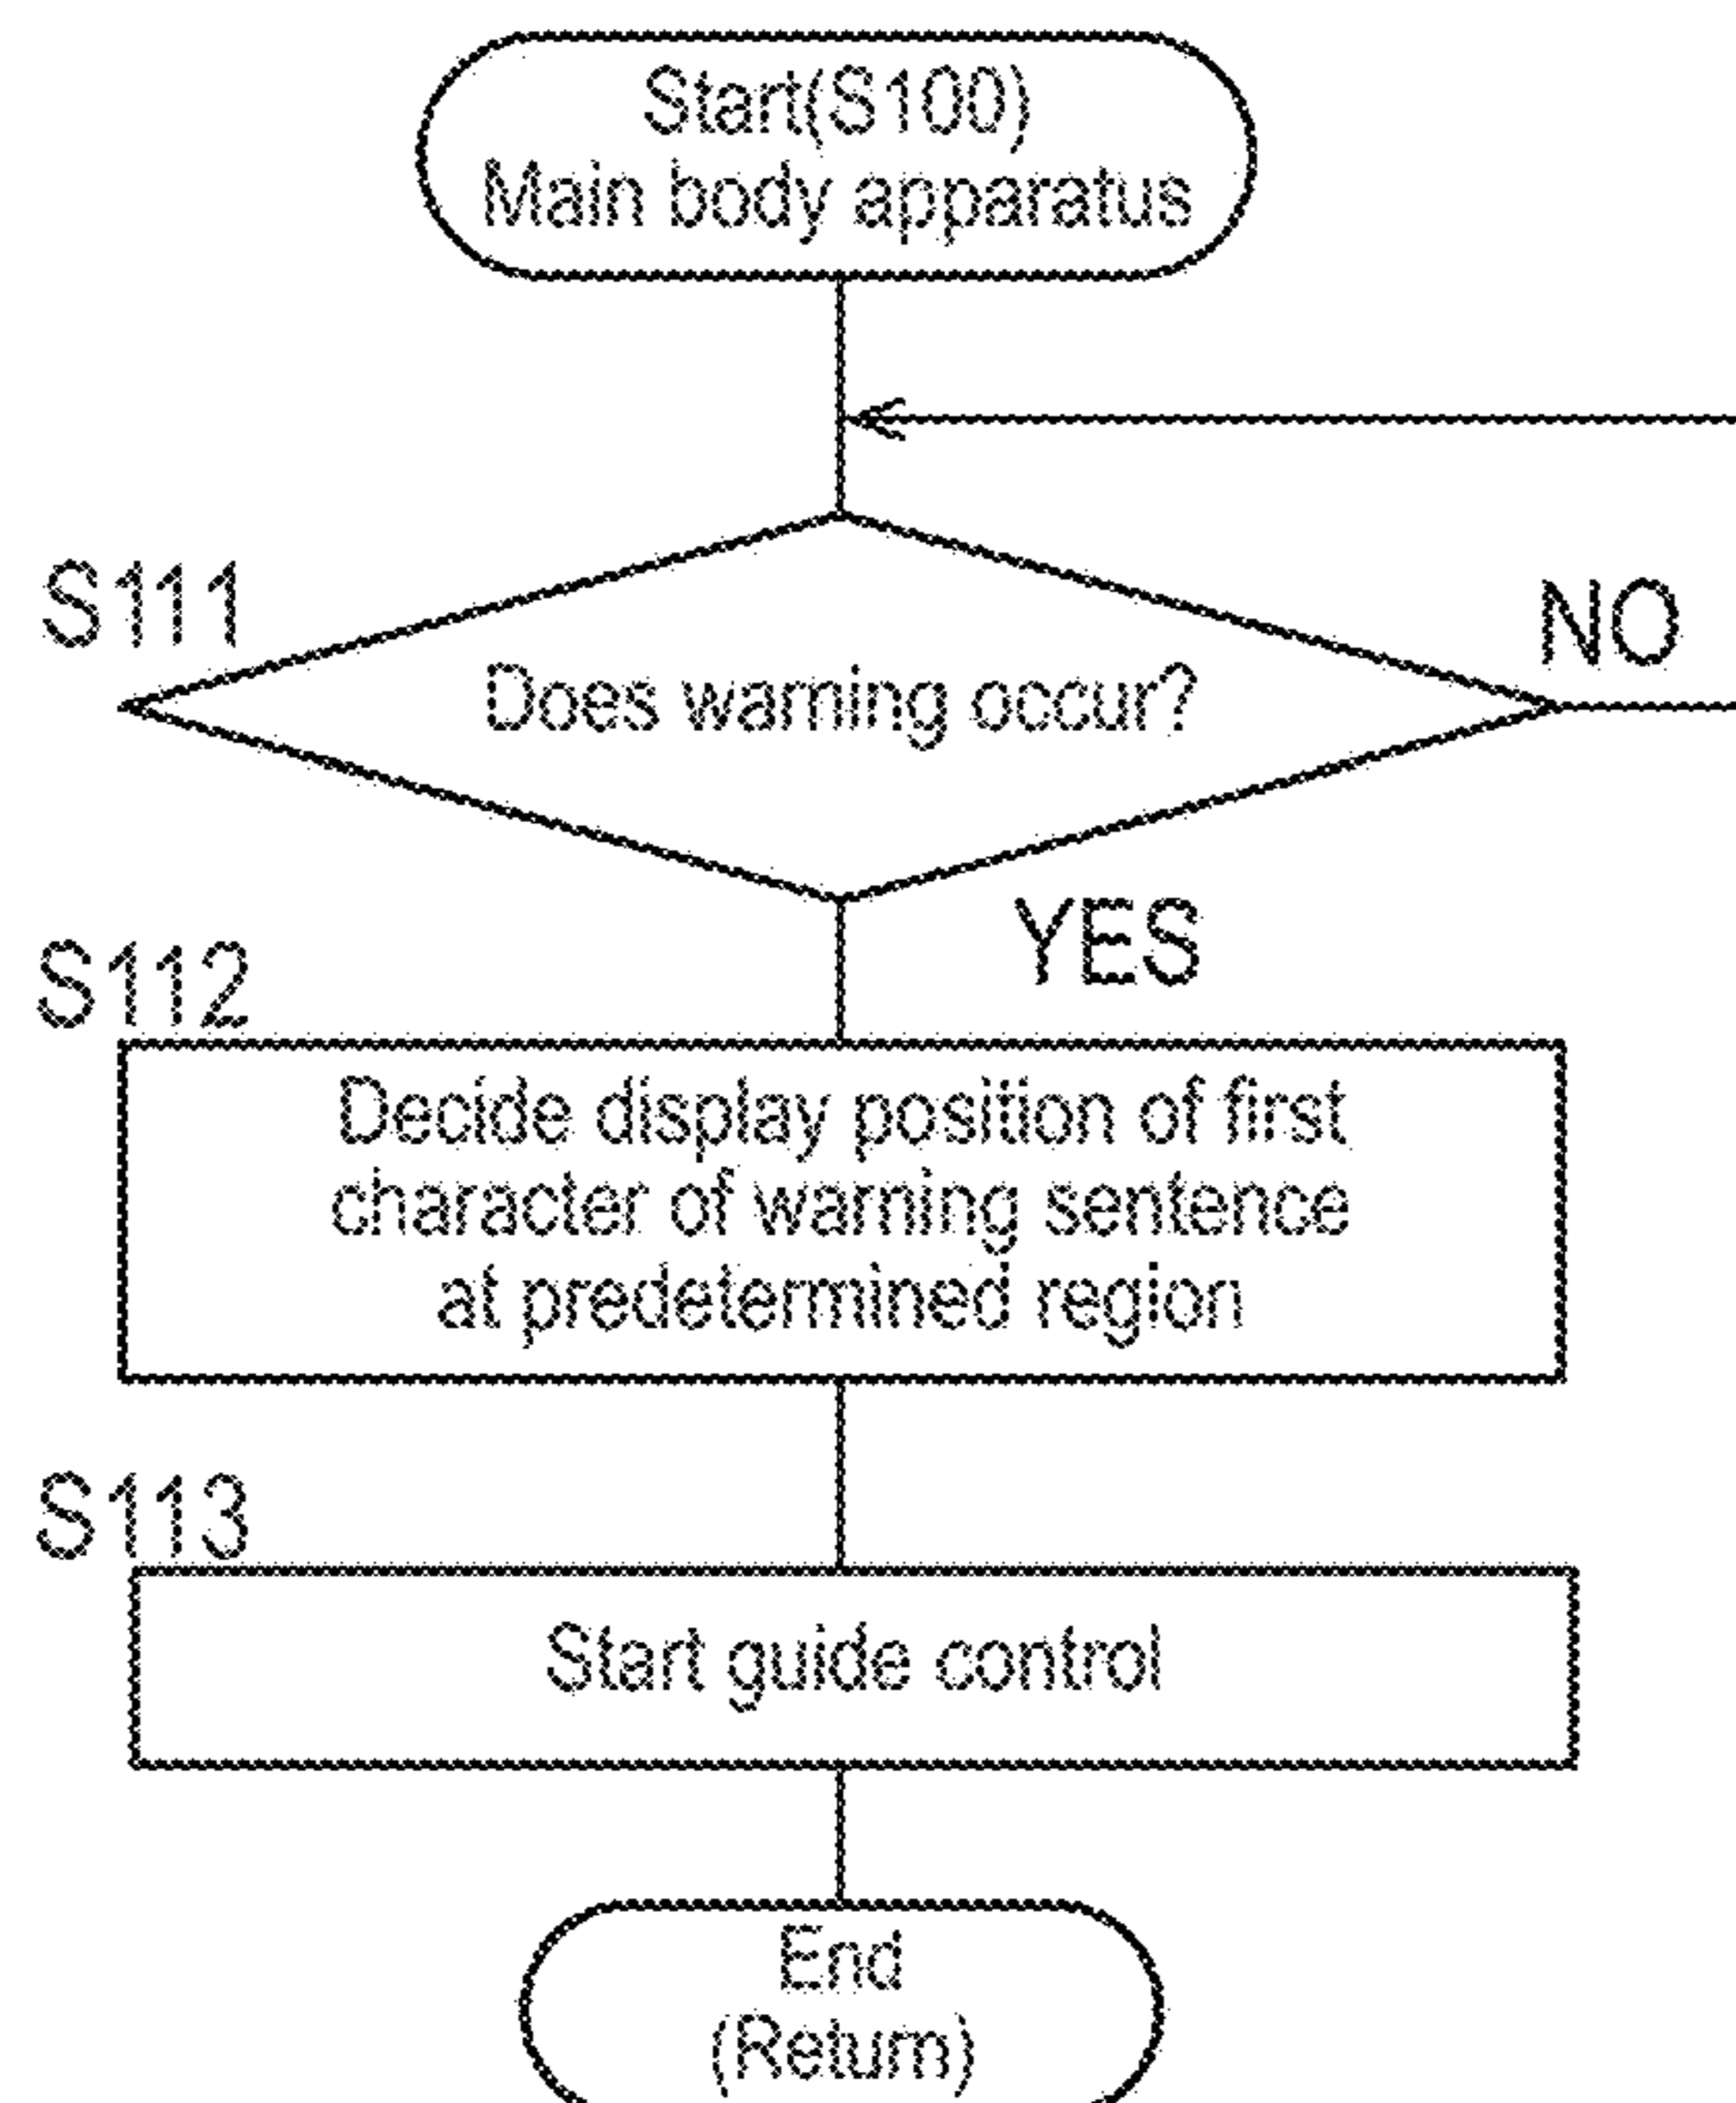 Start(S100)
Main body apparatus
S111
Does warning occur?
NO
YES
S112
Decide display position of first
character of warning sentence
at predetermined region
S113
Start guide control
End
(Return)